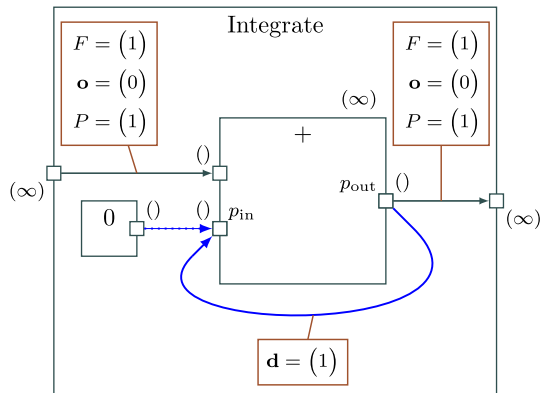 Integrate
F = (1)
o = (0)
P = (1)
F = (1)
o = (0)
P = (1)
(∞)
+
()
p_out
()
(∞)
0
()
()
p_in
(∞)
d = (1)